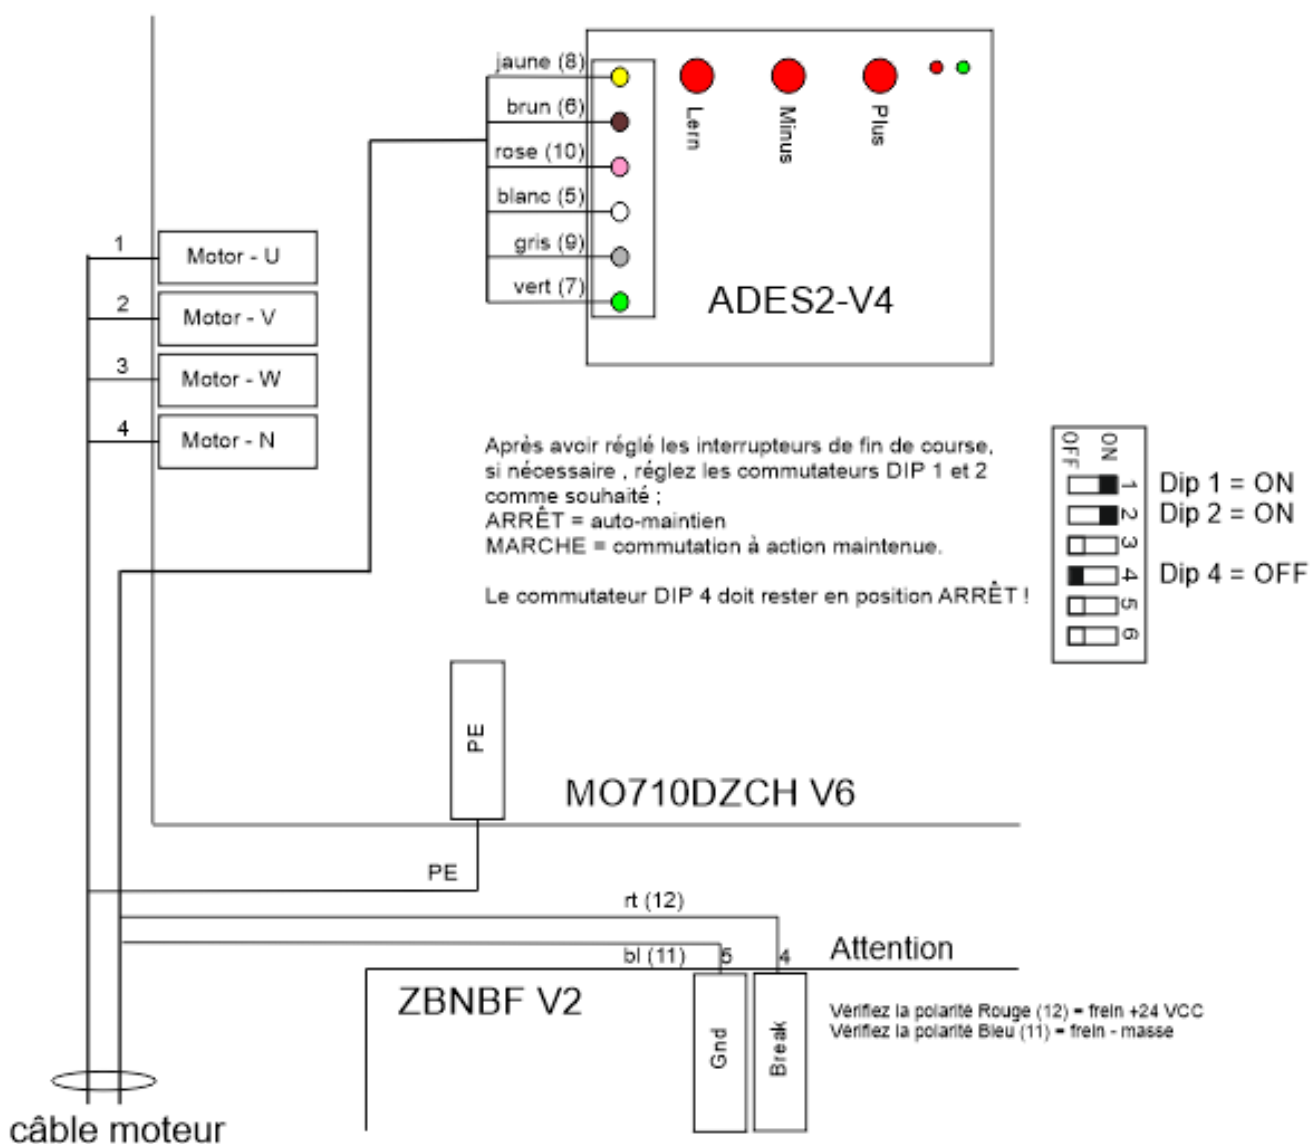 jaune (8)
brun (6)
rose (10)
blanc (5)
gris (9)
vert (7)
Lern
Minus
Plus
ADES2-V4
1
Motor - U
2
Motor - V
3
Motor - W
4
Motor - N
Après avoir réglé les interrupteurs de fin de course,
si nécessaire , réglez les commutateurs DIP 1 et 2
comme souhaité ;
ARRÊT = auto-maintien
MARCHE = commutation à action maintenue.
Le commutateur DIP 4 doit rester en position ARRÊT !
OFF
ON
1
2
3
4
5
6
Dip 1 = ON
Dip 2 = ON
Dip 4 = OFF
PE
MO710DZCH V6
PE
rt (12)
bl (11)
5
4
Attention
ZBNBF V2
Gnd
Break
Vérifiez la polarité Rouge (12) = frein +24 VCC
Vérifiez la polarité Bleu (11) = frein - masse
câble moteur